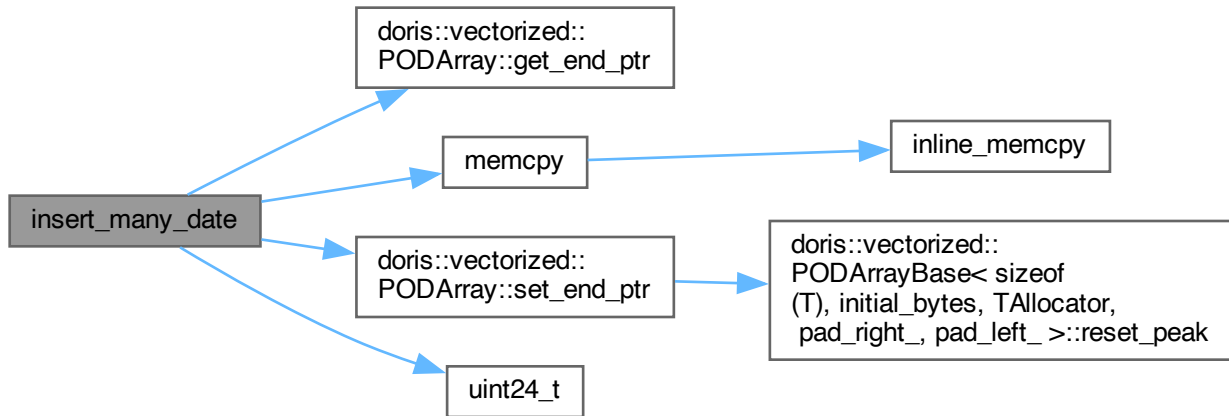 doris::vectorized::
PODArray::get_end_ptr
memcpy
inline_memcpy
insert_many_date
doris::vectorized::
PODArray::set_end_ptr
doris::vectorized::
PODArrayBase< sizeof
(T), initial_bytes, TAllocator,
pad_right_, pad_left_ >::reset_peak
uint24_t